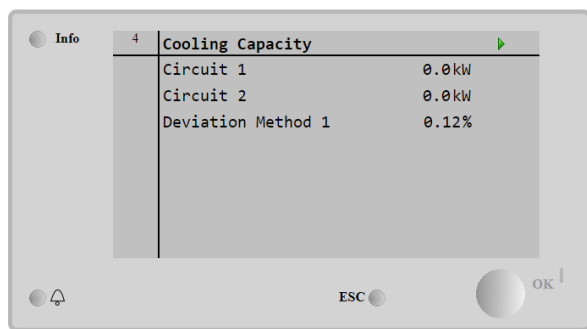 Info
4 Cooling Capacity
Circuit 1 0.0kW
Circuit 2 0.0kW
Deviation Method 1 0.12%
ESC
OK